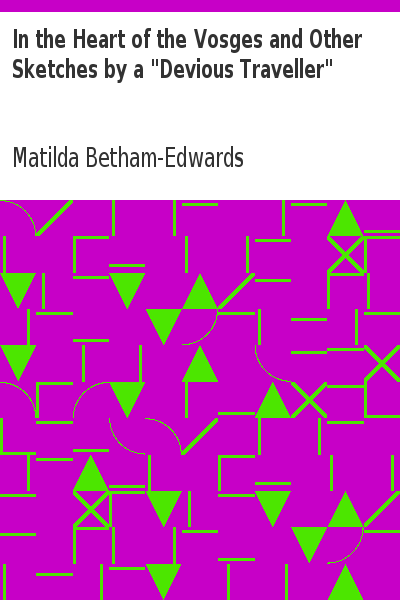 In the Heart of the Vosges and Other
Sketches by a "Devious Traveller"
Matilda Betham-Edwards